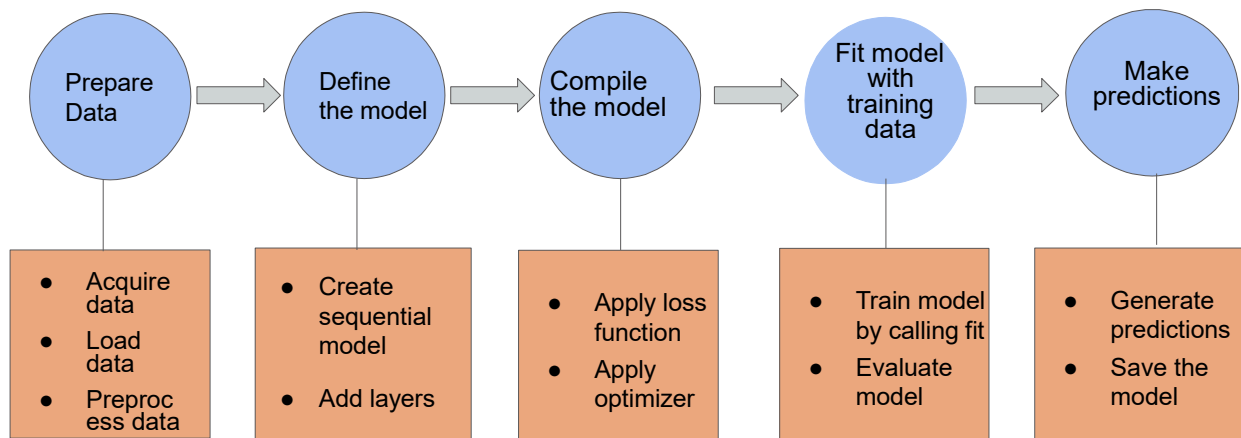 Prepare
Data
Define
the model
Compile
the model
Fit model
with
training
data
Make
predictions
● Acquire
data
● Load
data
● Preproc
ess data
● Create
sequential
model
● Add layers
● Apply loss
function
● Apply
optimizer
● Train model
by calling fit
● Evaluate
model
● Generate
predictions
● Save the
model